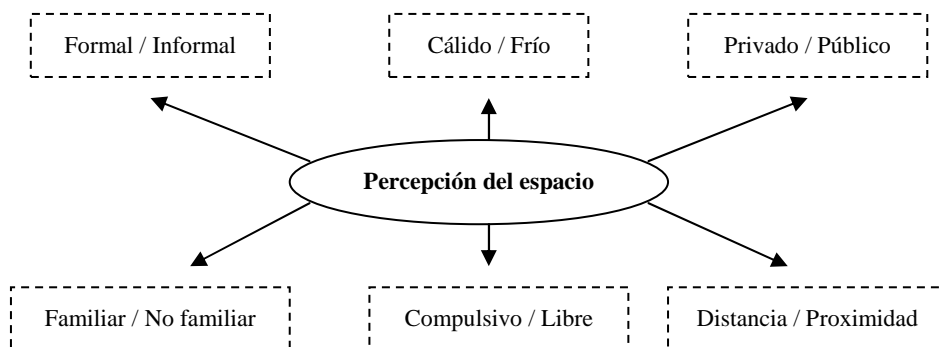 Formal / Informal
Cálido / Frío
Privado / Público
Percepción del espacio
Familiar / No familiar
Compulsivo / Libre
Distancia / Proximidad